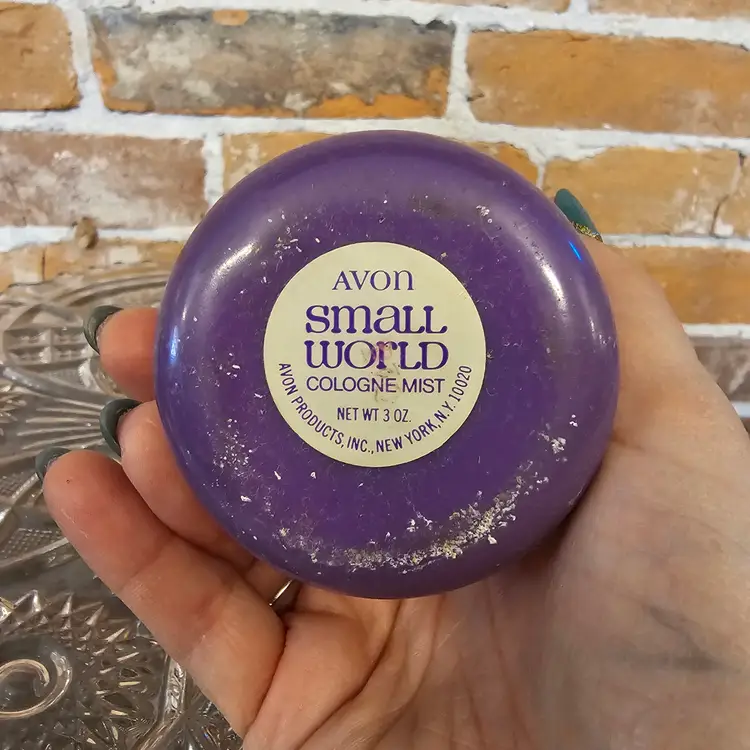 AVON
small
world
COLOGNE MIST
NET WT 3 OZ.
AVON PRODUCTS, INC., NEW YORK, N.Y. 10020